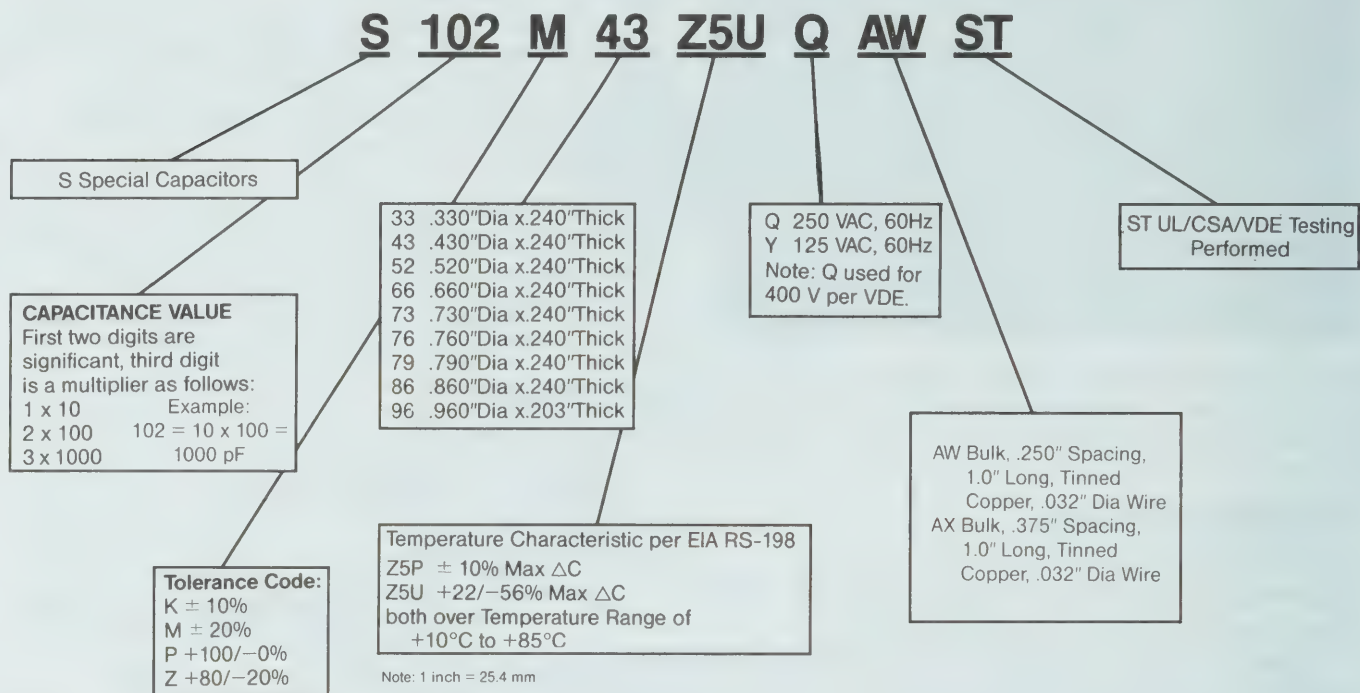 S 102 M 43 Z5U Q AW ST
S Special Capacitors
CAPACITANCE VALUE
First two digits are
significant, third digit
is a multiplier as follows:
1 x 10 Example:
2 x 100 102 = 10 x 100 =
3 x 1000 1000 pF
Tolerance Code:
K ± 10%
M ± 20%
P +100/−0%
Z +80/−20%
33 .330"Dia x.240"Thick
43 .430"Dia x.240"Thick
52 .520"Dia x.240"Thick
66 .660"Dia x.240"Thick
73 .730"Dia x.240"Thick
76 .760"Dia x.240"Thick
79 .790"Dia x.240"Thick
86 .860"Dia x.240"Thick
96 .960"Dia x.203"Thick
Temperature Characteristic per EIA RS-198
Z5P ± 10% Max △C
Z5U +22/−56% Max △C
both over Temperature Range of
+10°C to +85°C
Note: 1 inch = 25.4 mm
Q 250 VAC, 60Hz
Y 125 VAC, 60Hz
Note: Q used for
400 V per VDE.
AW Bulk, .250" Spacing,
1.0" Long, Tinned
Copper, .032" Dia Wire
AX Bulk, .375" Spacing,
1.0" Long, Tinned
Copper, .032" Dia Wire
ST UL/CSA/VDE Testing
Performed